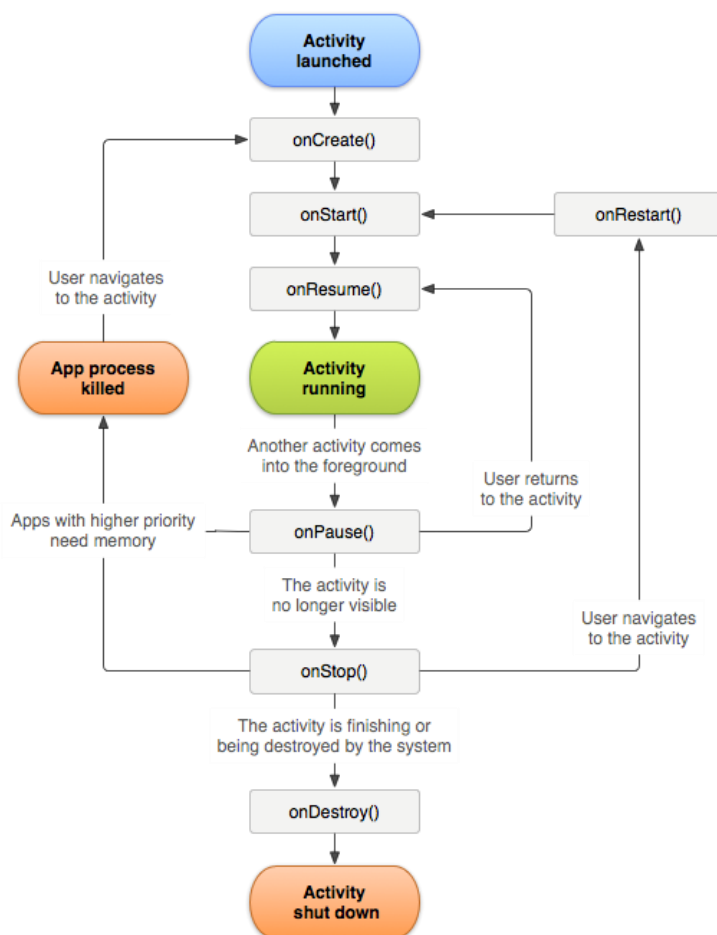 Activity
launched
onCreate()
onStart()
onRestart()
User navigates
to the activity
onResume()
App process
killed
Activity
running
Another activity comes
into the foreground
User returns
to the activity
Apps with higher priority
need memory
onPause()
The activity is
no longer visible
User navigates
to the activity
onStop()
The activity is finishing or
being destroyed by the system
onDestroy()
Activity
shut down